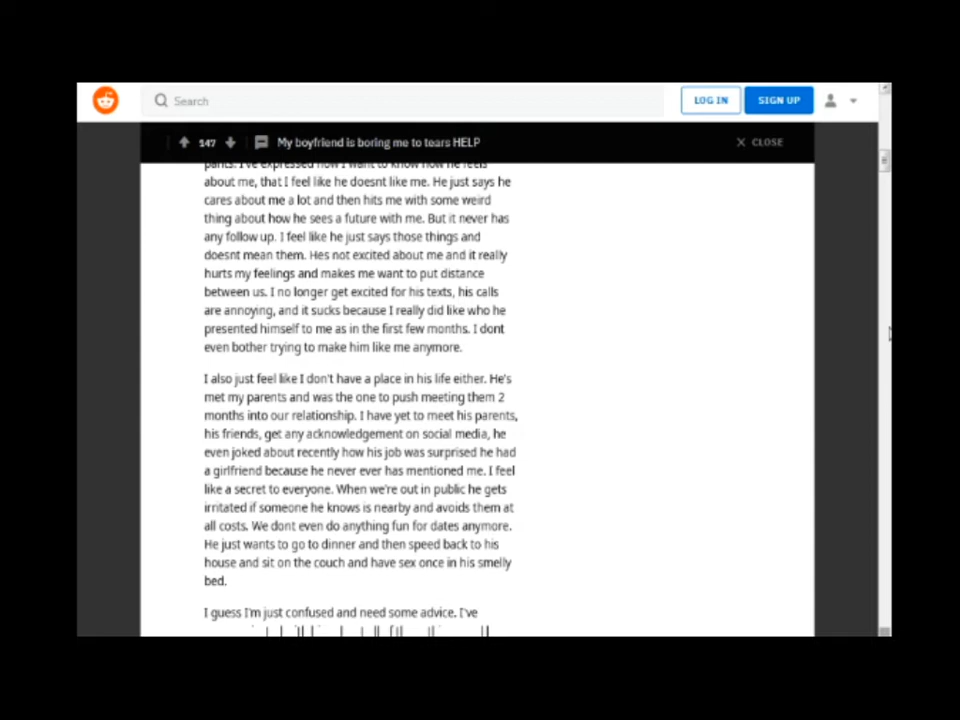 Search
LOG IN
SIGN UP
147
My boyfriend is boring me to tears HELP
CLOSE
pants. I've expressed how I want to know how he feels
about me, that I feel like he doesnt like me. He just says he
cares about me a lot and then hits me with some weird
thing about how he sees a future with me. But it never has
any follow up. I feel like he just says those things and
doesnt mean them. Hes not excited about me and it really
hurts my feelings and makes me want to put distance
between us. I no longer get excited for his texts, his calls
are annoying, and it sucks because I really did like who he
presented himself to me as in the first few months. I dont
even bother trying to make him like me anymore.
I also just feel like I don't have a place in his life either. He's
met my parents and was the one to push meeting them 2
months into our relationship. I have yet to meet his parents,
his friends, get any acknowledgement on social media, he
even joked about recently how his job was surprised he had
a girlfriend because he never ever has mentioned me. I feel
like a secret to everyone. When we're out in public he gets
irritated if someone he knows is nearby and avoids them at
all costs. We dont even do anything fun for dates anymore.
He just wants to go to dinner and then speed back to his
house and sit on the couch and have sex once in his smelly
bed.
I guess I'm just confused and need some advice. I've